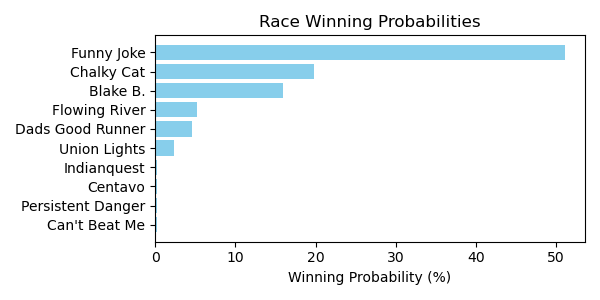 Race Winning Probabilities
Funny Joke
Chalky Cat
Blake B.
Flowing River
Dads Good Runner
Union Lights
Indianquest
Centavo
Persistent Danger
Can't Beat Me
0 10 20 30 40 50
Winning Probability (%)